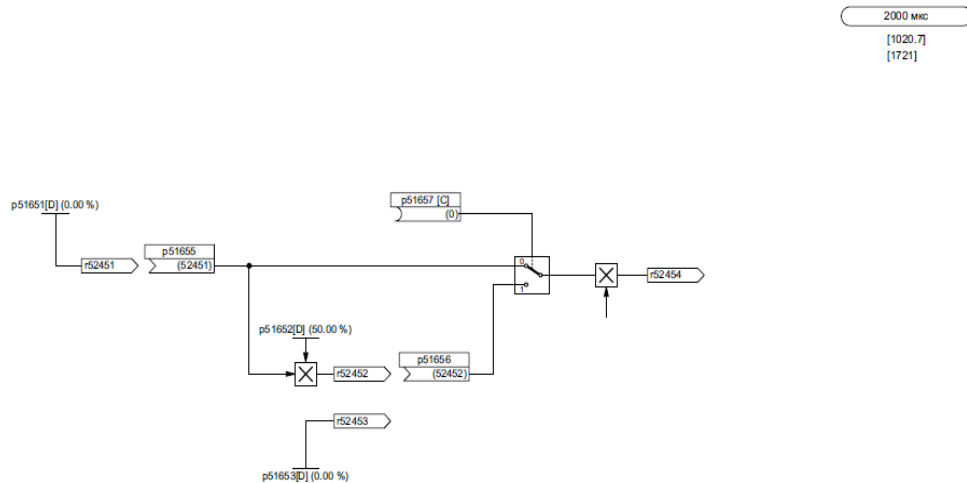 2000 мкс
[1020.7]
[1721]
p51651[D] (0.00 %)
p51657 [C]
(0)
p51655
r52451
(52451)
0
1
r52454
p51652[D] (50.00 %)
p51656
r52452
(52452)
r52453
p51653[D] (0.00 %)